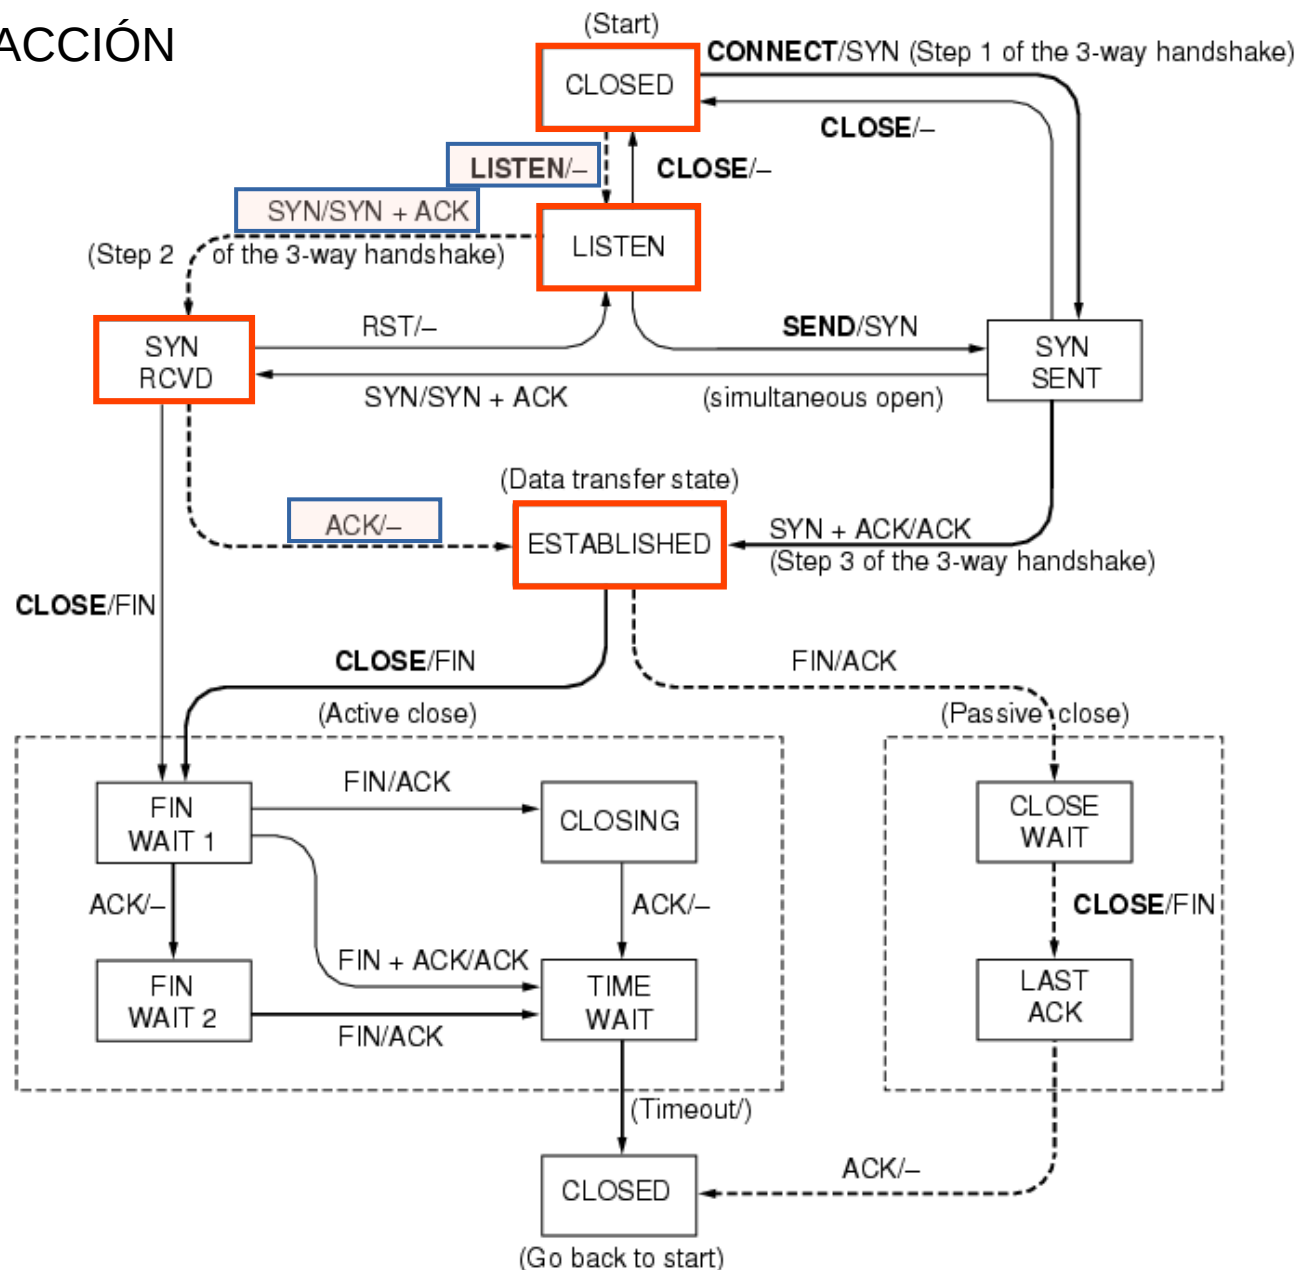 ACCIÓN
(Start)
CONNECT/SYN (Step 1 of the 3-way handshake)
CLOSED
CLOSE/–
LISTEN/–
CLOSE/–
SYN/SYN + ACK
(Step 2 of the 3-way handshake)
LISTEN
RST/–
SEND/SYN
SYN
RCVD
SYN
SENT
SYN/SYN + ACK
(simultaneous open)
(Data transfer state)
ACK/–
ESTABLISHED
SYN + ACK/ACK
(Step 3 of the 3-way handshake)
CLOSE/FIN
CLOSE/FIN
FIN/ACK
(Active close)
(Passive close)
FIN/ACK
FIN
WAIT 1
CLOSING
CLOSE
WAIT
ACK/–
ACK/–
CLOSE/FIN
FIN + ACK/ACK
FIN
WAIT 2
TIME
WAIT
LAST
ACK
FIN/ACK
(Timeout/)
ACK/–
CLOSED
(Go back to start)